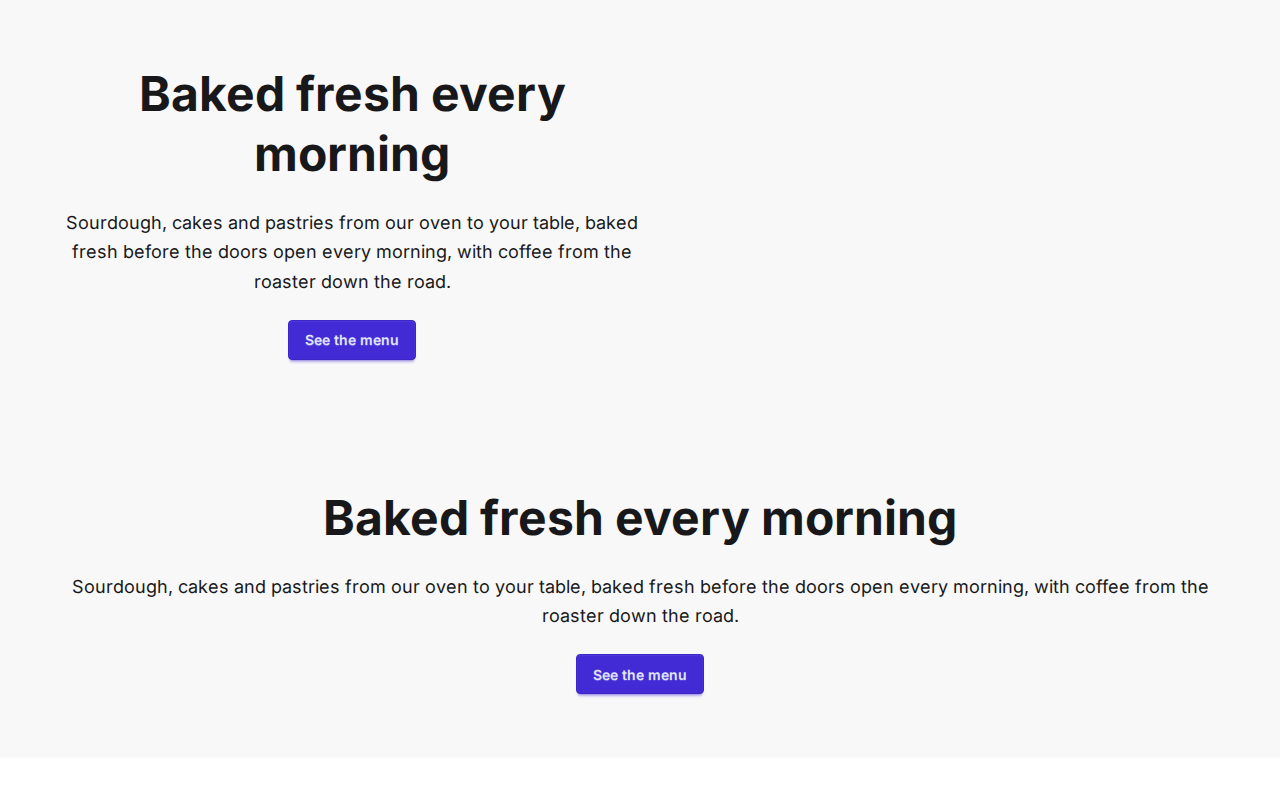 Baked fresh every
morning
Sourdough, cakes and pastries from our oven to your table, baked
fresh before the doors open every morning, with coffee from the
roaster down the road.
See the menu
Baked fresh every morning
Sourdough, cakes and pastries from our oven to your table, baked fresh before the doors open every morning, with coffee from the
roaster down the road.
See the menu